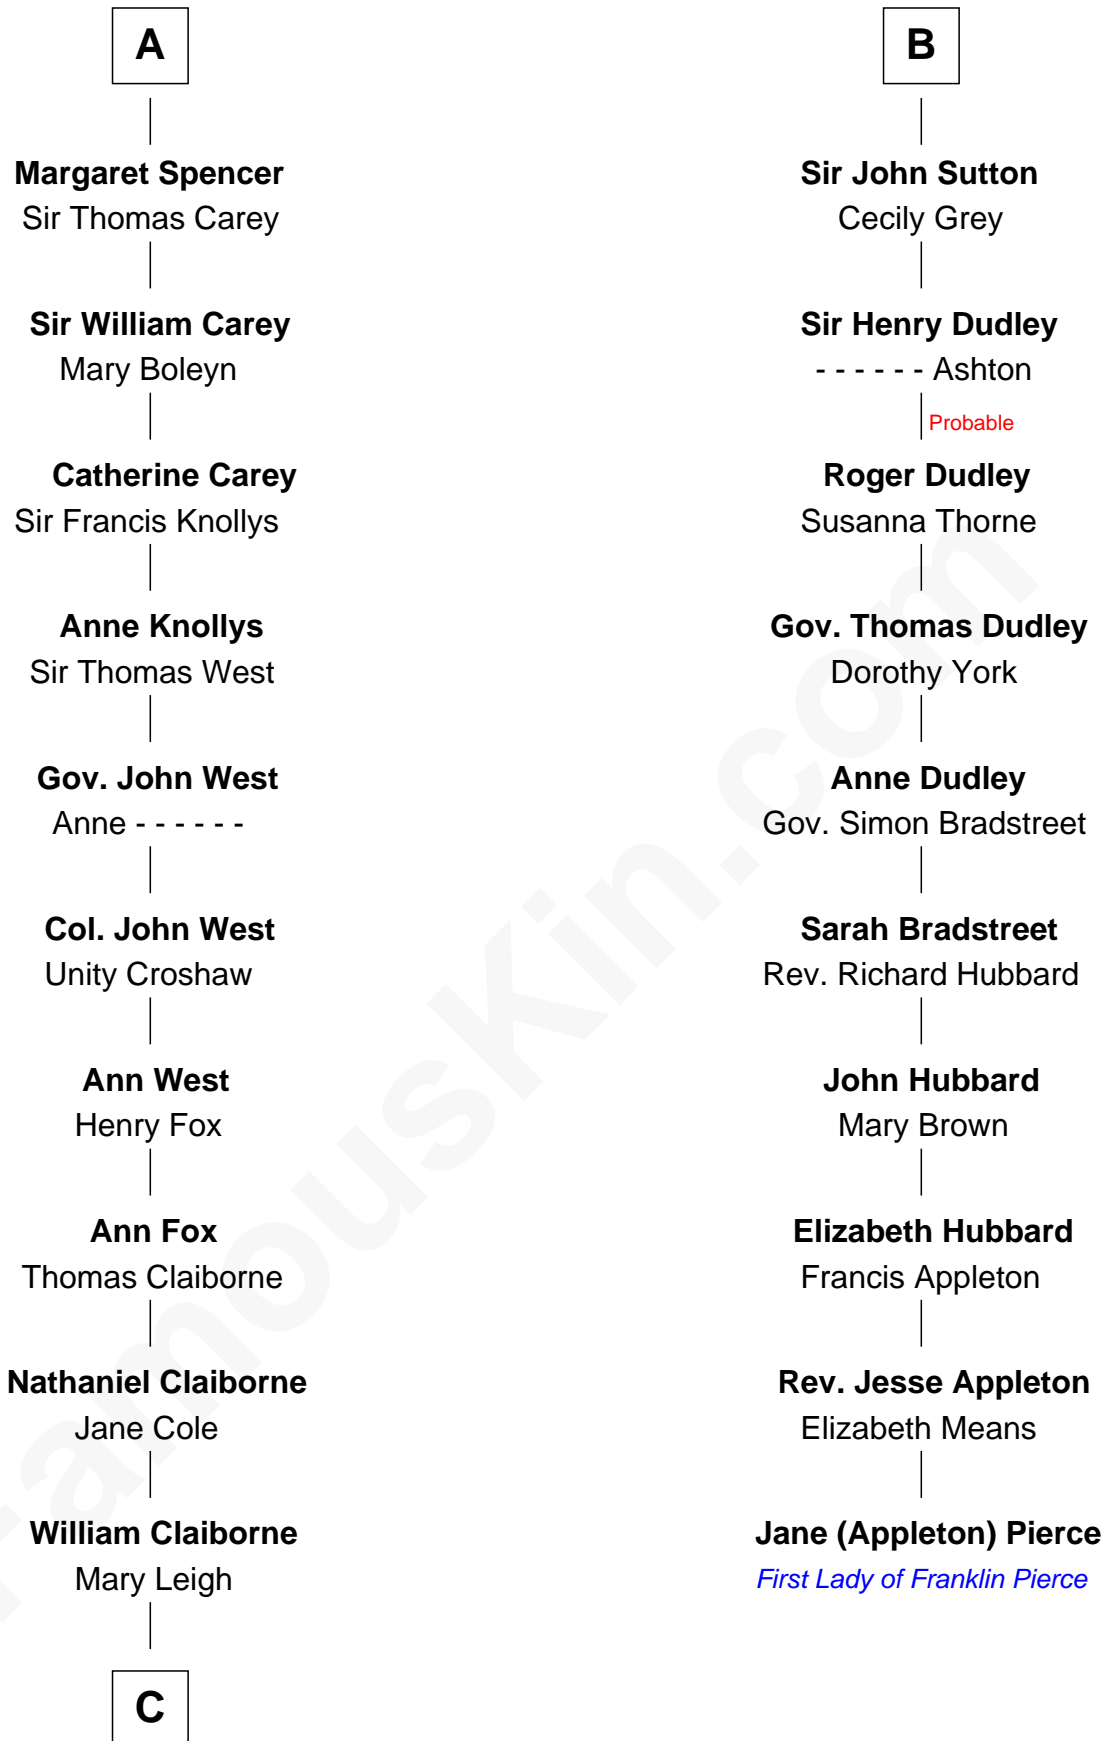 A
Margaret Spencer
Sir Thomas Carey
Sir William Carey
Mary Boleyn
Catherine Carey
Sir Francis Knollys
Anne Knollys
Sir Thomas West
Gov. John West
Anne - - - - - -
Col. John West
Unity Croshaw
Ann West
Henry Fox
Ann Fox
Thomas Claiborne
Nathaniel Claiborne
Jane Cole
William Claiborne
Mary Leigh
C
B
Sir John Sutton
Cecily Grey
Sir Henry Dudley
- - - - - - Ashton
Probable
Roger Dudley
Susanna Thorne
Gov. Thomas Dudley
Dorothy York
Anne Dudley
Gov. Simon Bradstreet
Sarah Bradstreet
Rev. Richard Hubbard
John Hubbard
Mary Brown
Elizabeth Hubbard
Francis Appleton
Rev. Jesse Appleton
Elizabeth Means
Jane (Appleton) Pierce
First Lady of Franklin Pierce
FamousKin.com